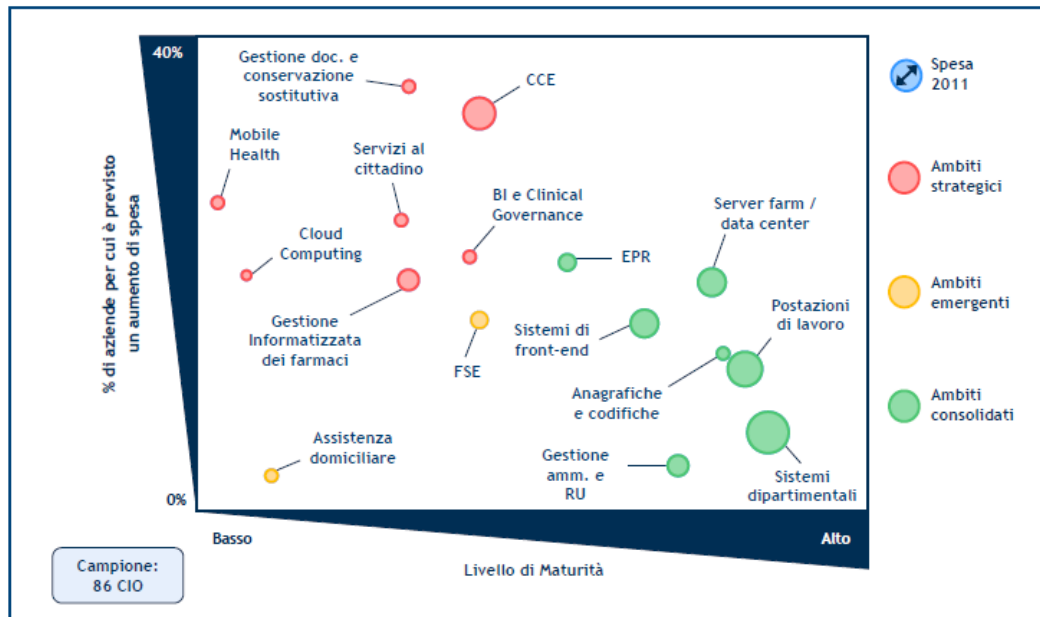 40%
Gestione doc. e
conservazione
sostitutiva
CCE
Mobile
Health
Servizi al
cittadino
BI e Clinical
Governance
Server farm /
data center
Cloud
Computing
EPR
Gestione
Informatizzata
dei farmaci
FSE
Sistemi di
front-end
Postazioni
di lavoro
Anagrafiche
e codifiche
Assistenza
domiciliare
Gestione
amm. e
RU
Sistemi
dipartimentali
0%
% di aziende per cui è previsto
un aumento di spesa
Basso
Alto
Livello di Maturità
Campione:
86 CIO
Spesa
2011
Ambiti
strategici
Ambiti
emergenti
Ambiti
consolidati